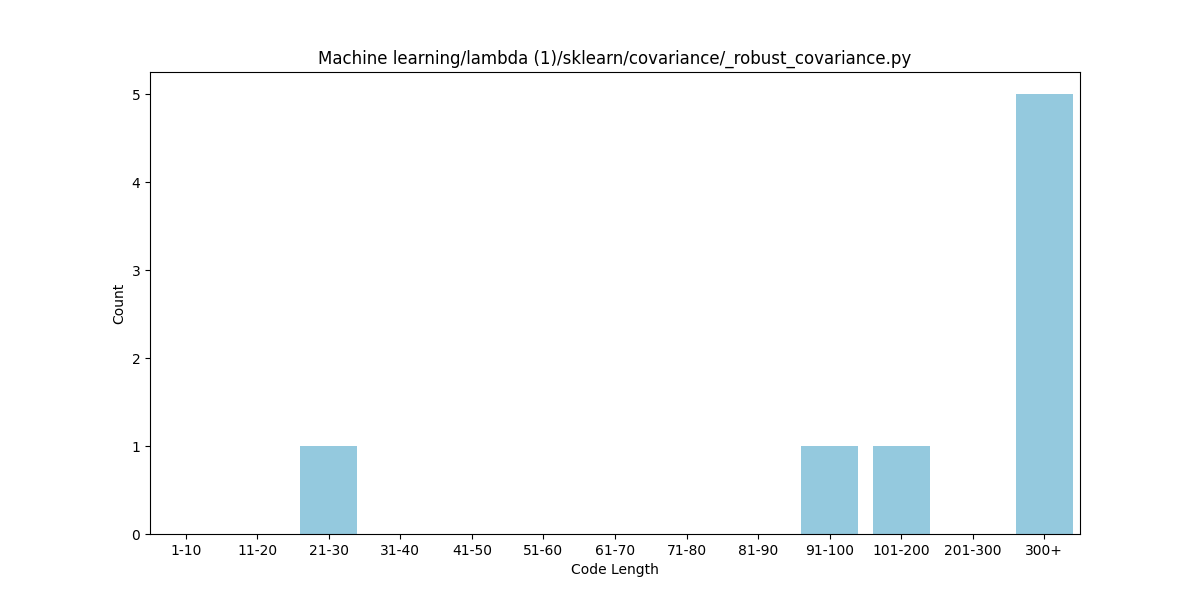 Machine learning/lambda (1)/sklearn/covariance/_robust_covariance.py
Count
5
4
3
2
1
0
1-10 11-20 21-30 31-40 41-50 51-60 61-70 71-80 81-90 91-100 101-200 201-300 300+
Code Length